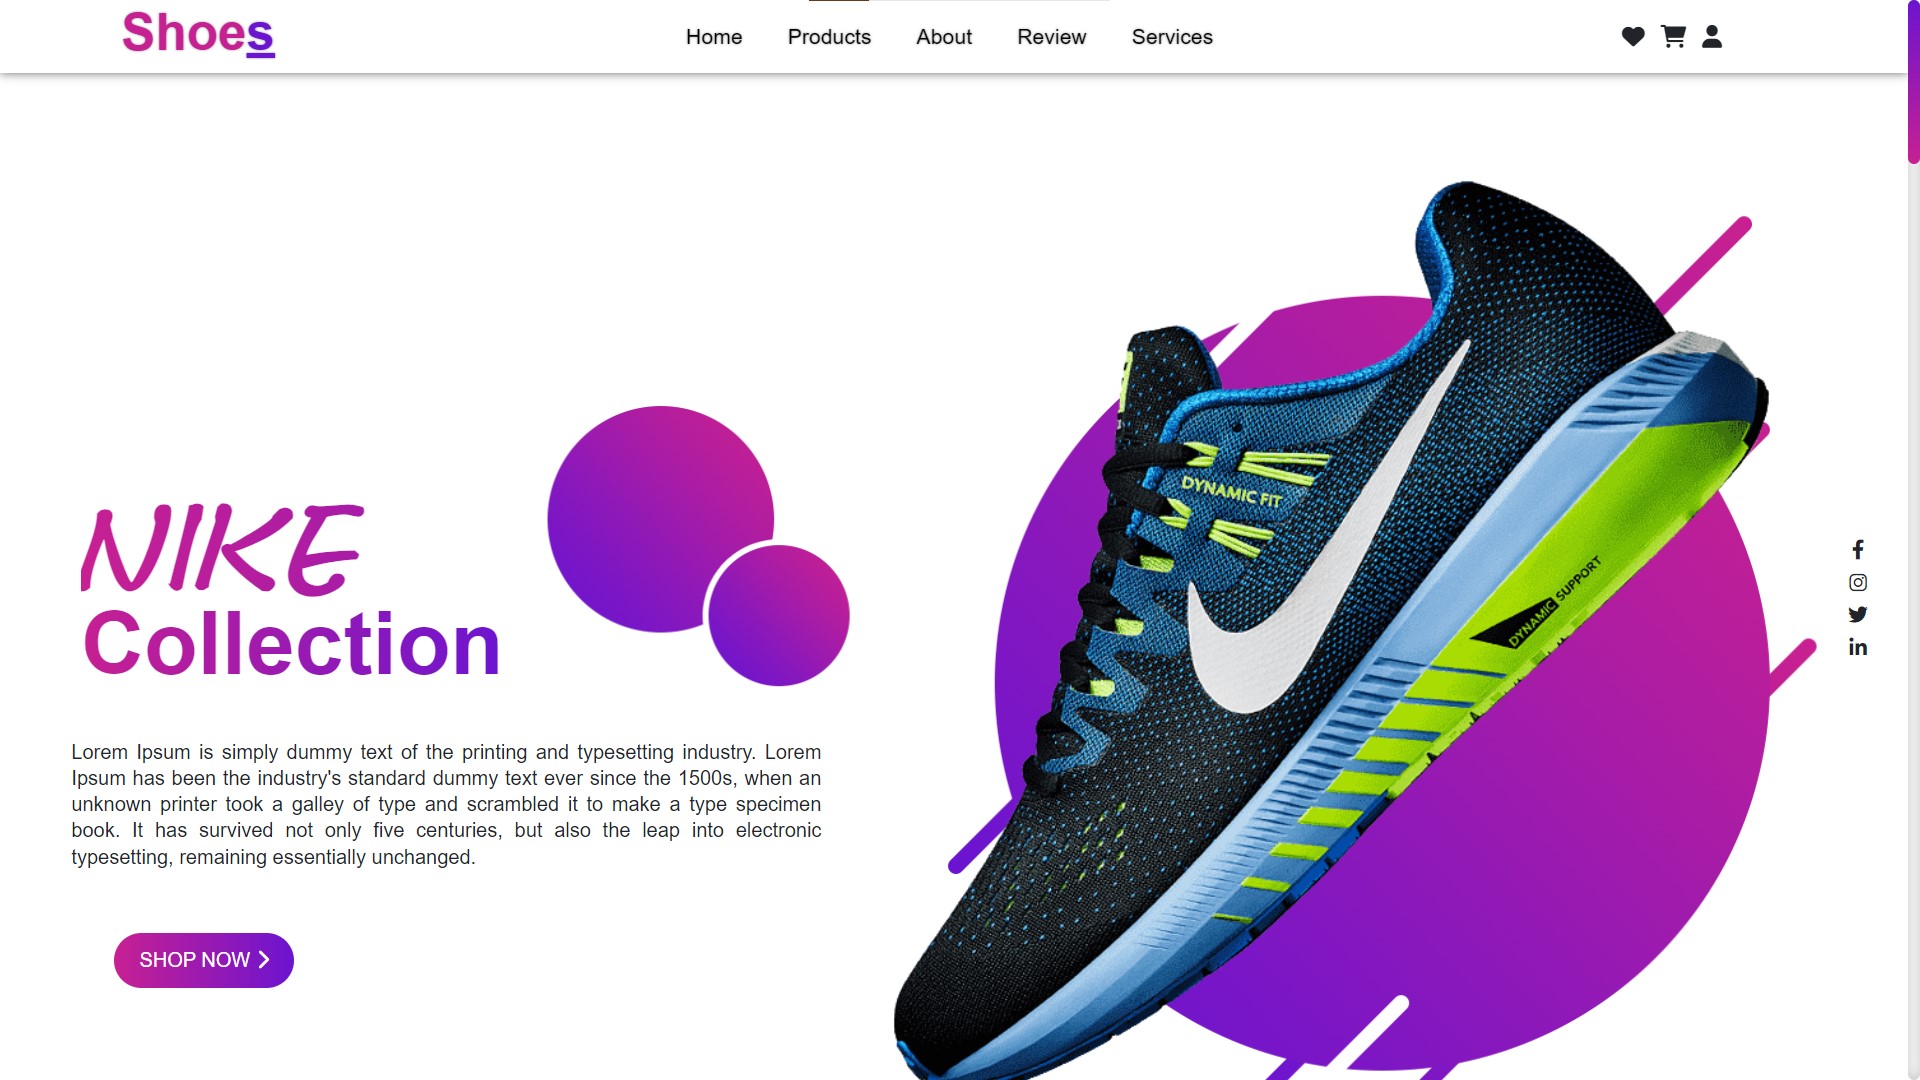 Shoes
Home Products About Review Services
NIKE
Collection
Lorem Ipsum is simply dummy text of the printing and typesetting industry. Lorem
Ipsum has been the industry's standard dummy text ever since the 1500s, when an
unknown printer took a galley of type and scrambled it to make a type specimen
book. It has survived not only five centuries, but also the leap into electronic
typesetting, remaining essentially unchanged.
SHOP NOW
DYNAMIC FIT
DYNAMIC SUPPORT